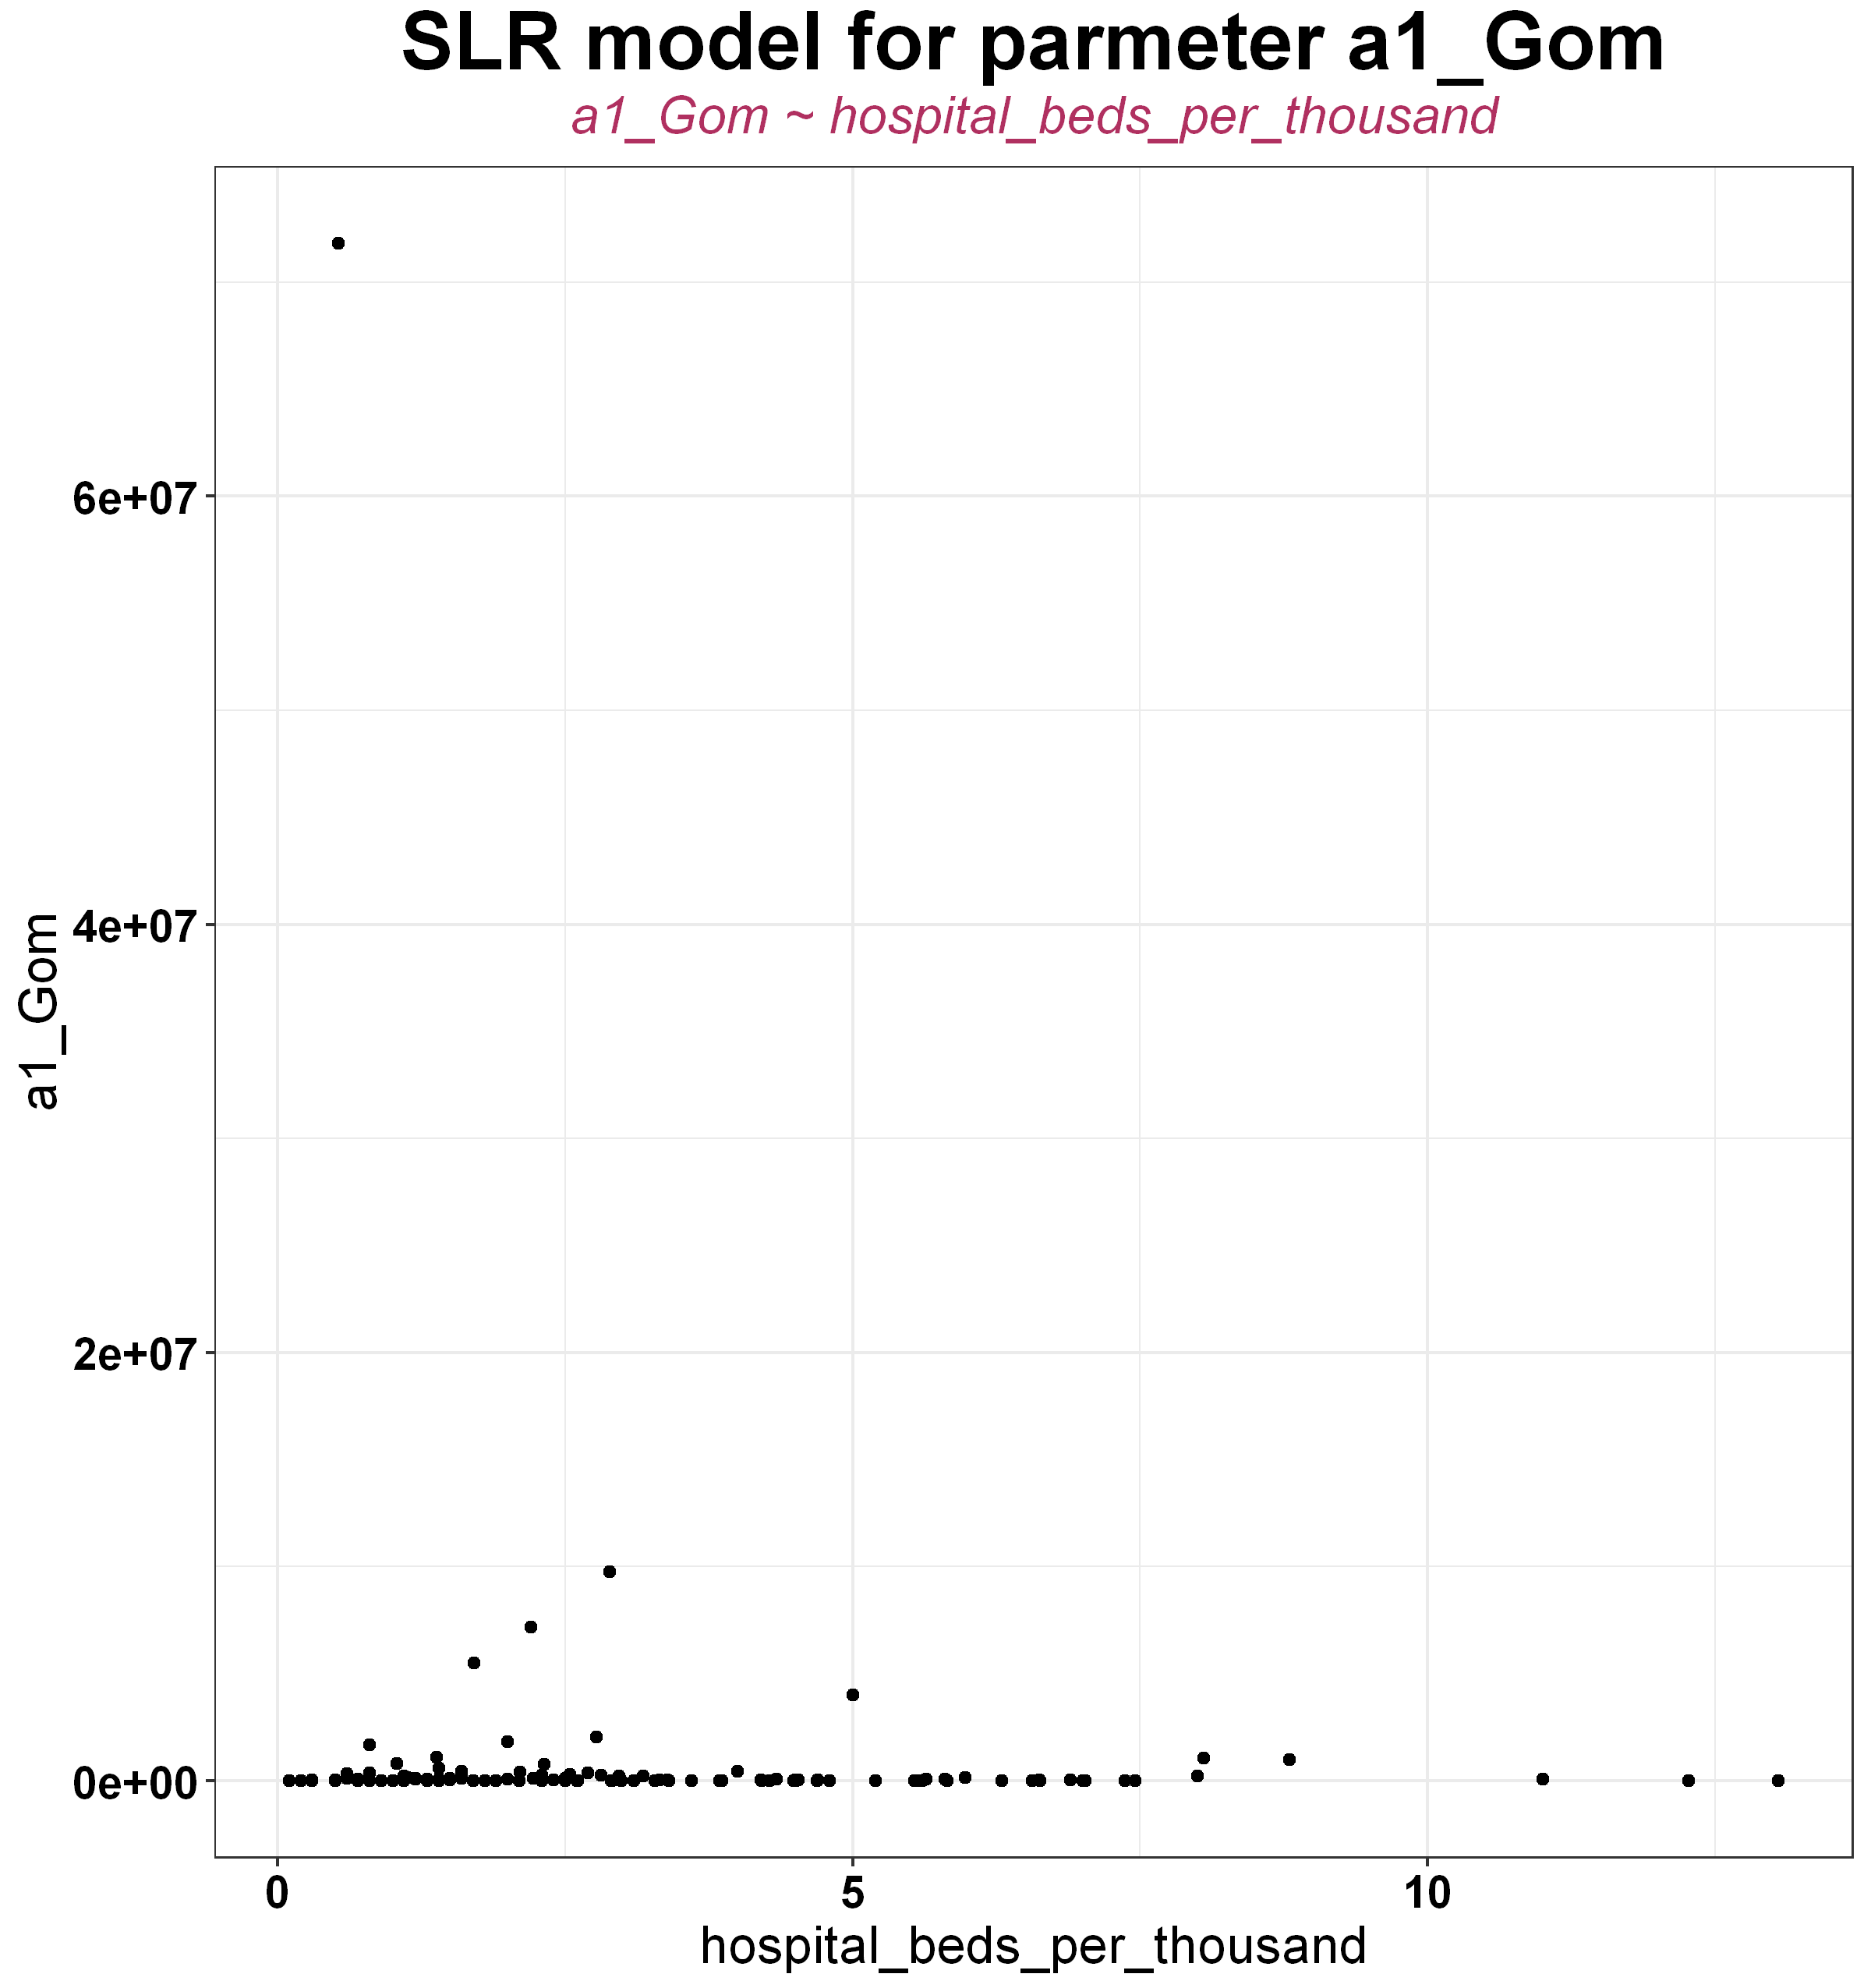 SLR model for parmeter a1_Gom
a1_Gom ~ hospital_beds_per_thousand
6e+07
4e+07
2e+07
0e+00
a1_Gom
0
5
10
hospital_beds_per_thousand